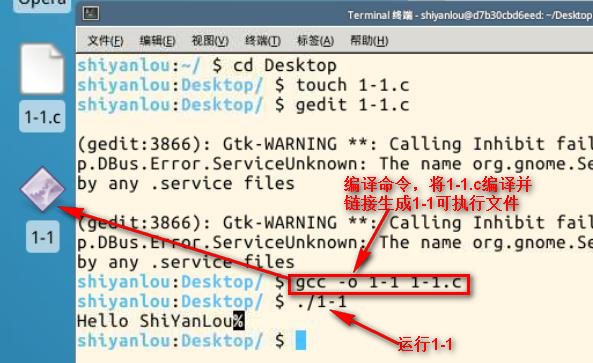 Opera
Terminal 终端 - shiyanlou@d7b30cbd6eed: ~/Desktop
文件(F) 编辑(E) 视图(V) 终端(T) 标签(A) 帮助(H)
shiyanlou:~/ $ cd Desktop
shiyanlou:Desktop/ $ touch 1-1.c
shiyanlou:Desktop/ $ gedit 1-1.c
1-1.c
(gedit:3866): Gtk-WARNING **: Calling Inhibit fail
p.DBus.Error.ServiceUnknown: The name org.gnome.Se
by any .service files
编译命令，将1-1.c编译并
链接生成1-1可执行文件
1-1
(gedit:3866): Gtk-WARNING **: Calling Inhibit fai
p.DBus.Error.ServiceUnknown: The name org.gnome.S
by any .service files
shiyanlou:Desktop/ $ gcc -o 1-1 1-1.c
shiyanlou:Desktop/ $ ./1-1
Hello ShiYanLou%
shiyanlou:Desktop/ $
运行1-1